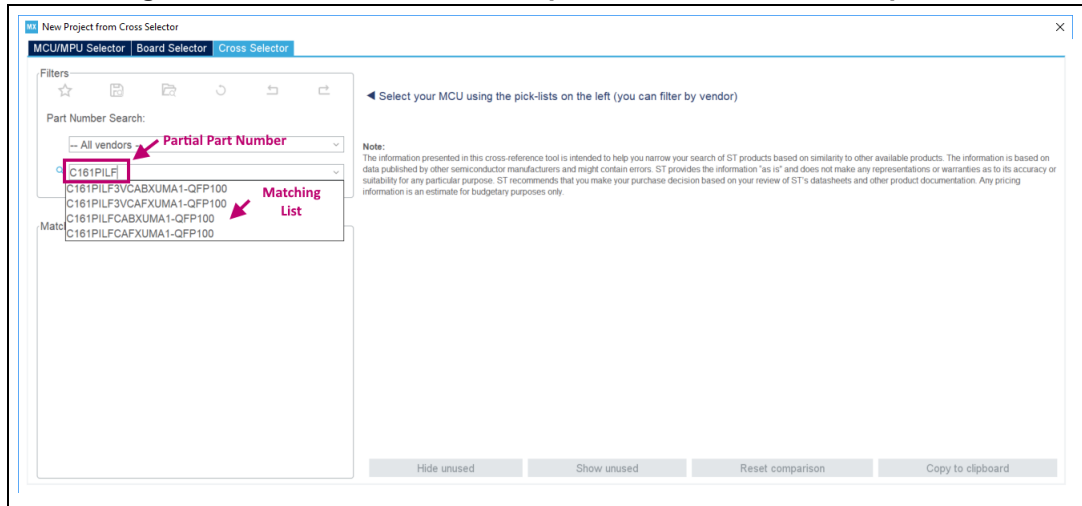 MX New Project from Cross Selector
MCU/MPU Selector Board Selector Cross Selector
Filters
Part Number Search:
-- All vendors --
Partial Part Number
C161PILF
C161PILF3VCABXUMA1-QFP100
C161PILF3VCAFXUMA1-QFP100
C161PILFCABXUMA1-QFP100
C161PILFCAFXUMA1-QFP100
Matching
List
Matc
Select your MCU using the pick-lists on the left (you can filter by vendor)
Note:
The information presented in this cross-reference tool is intended to help you narrow your search of ST products based on similarity to other available products. The information is based on
data published by other semiconductor manufacturers and might contain errors. ST provides the information "as is" and does not make any representations or warranties as to its accuracy or
suitability for any particular purpose. ST recommends that you make your purchase decision based on your review of ST's datasheets and other product documentation. Any pricing
information is an estimate for budgetary purposes only.
Hide unused Show unused Reset comparison Copy to clipboard